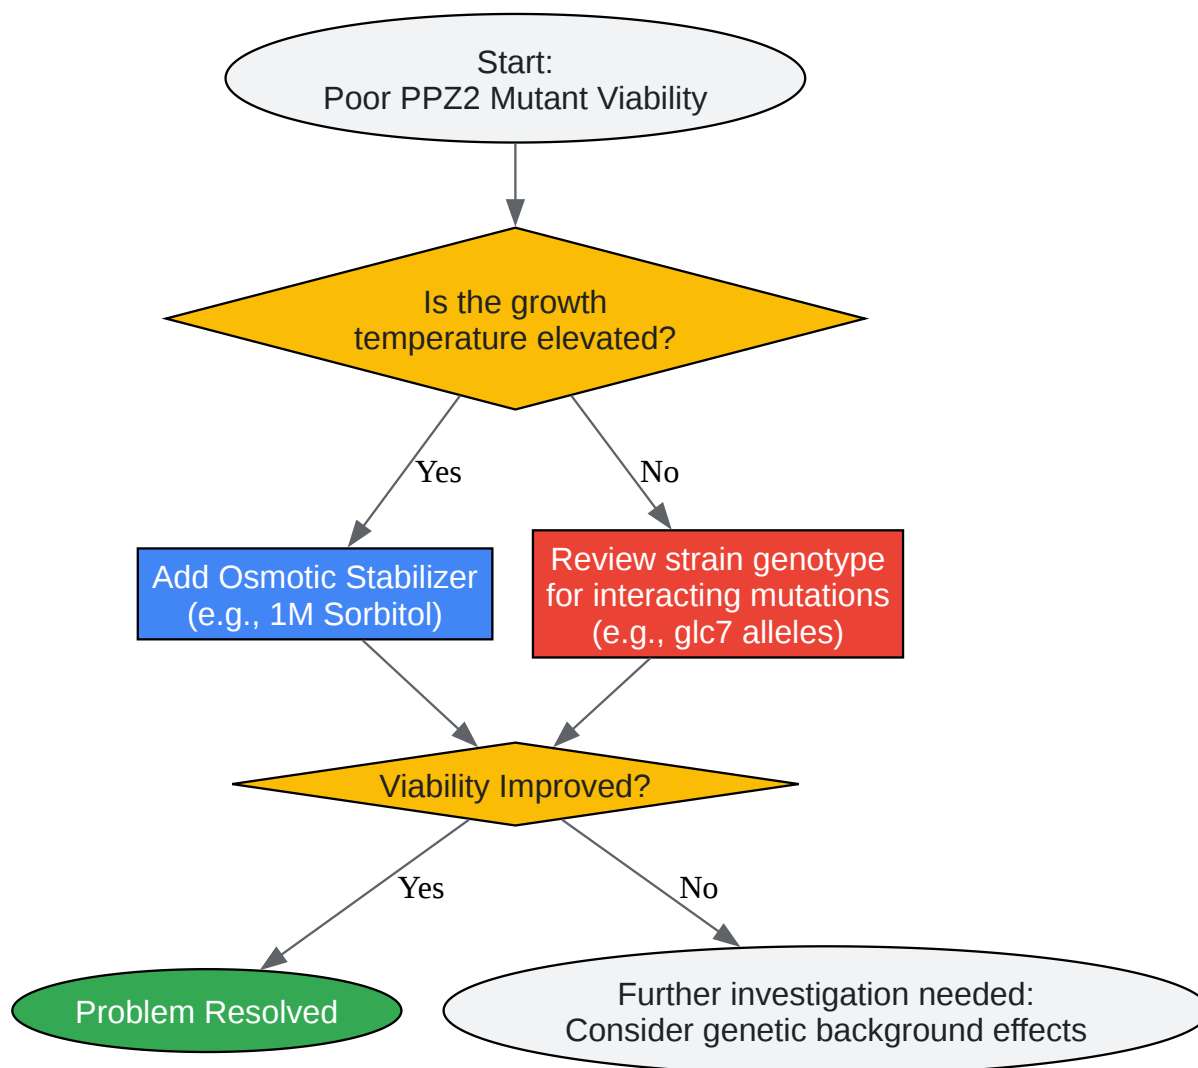 Start:
Poor PPZ2 Mutant Viability
Is the growth
temperature elevated?
Yes
No
Add Osmotic Stabilizer
(e.g., 1M Sorbitol)
Review strain genotype
for interacting mutations
(e.g., glc7 alleles)
Viability Improved?
Yes
No
Problem Resolved
Further investigation needed:
Consider genetic background effects